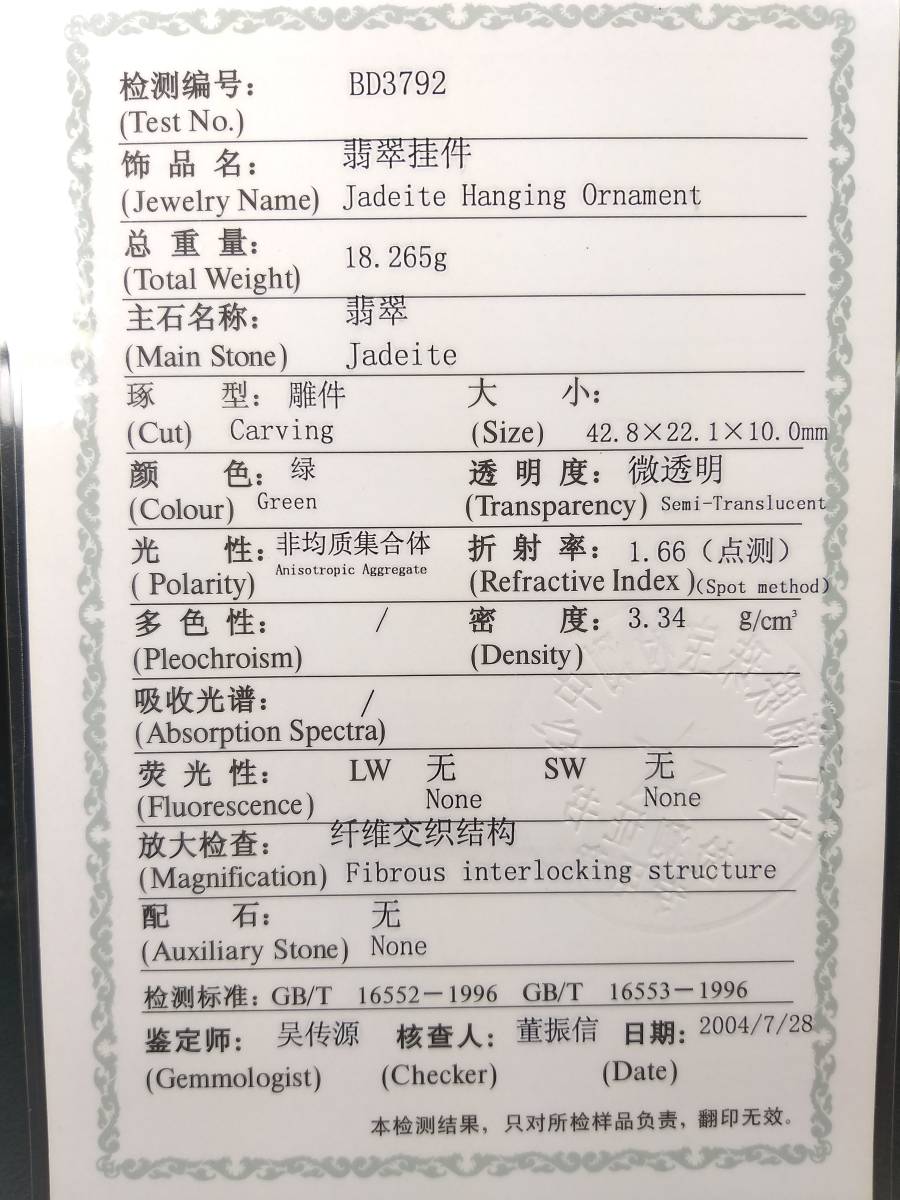 检测编号： BD3792
(Test No.)
饰品名： 翡翠挂件
(Jewelry Name) Jadeite Hanging Ornament
总重量： 18.265g
(Total Weight)
主石名称： 翡翠
(Main Stone) Jadeite
琢型： 雕件 大小：
(Cut) Carving (Size) 42.8×22.1×10.0mm
颜色： 绿 透明度： 微透明
(Colour) Green (Transparency) Semi-Translucent
光性： 非均质集合体 折射率： 1.66（点测）
(Polarity) Anisotropic Aggregate (Refractive Index) (Spot method)
多色性： / 密度： 3.34 g/cm³
(Pleochroism) (Density)
吸收光谱： /
(Absorption Spectra)
荧光性： LW 无 SW 无
(Fluorescence) None None
放大检查： 纤维交织结构
(Magnification) Fibrous interlocking structure
配石： 无
(Auxiliary Stone) None
检测标准：GB/T 16552－1996 GB/T 16553－1996
鉴定师： 吴传源 核查人： 董振信 日期： 2004/7/28
(Gemmologist) (Checker) (Date)
本检测结果，只对所检样品负责，翻印无效。